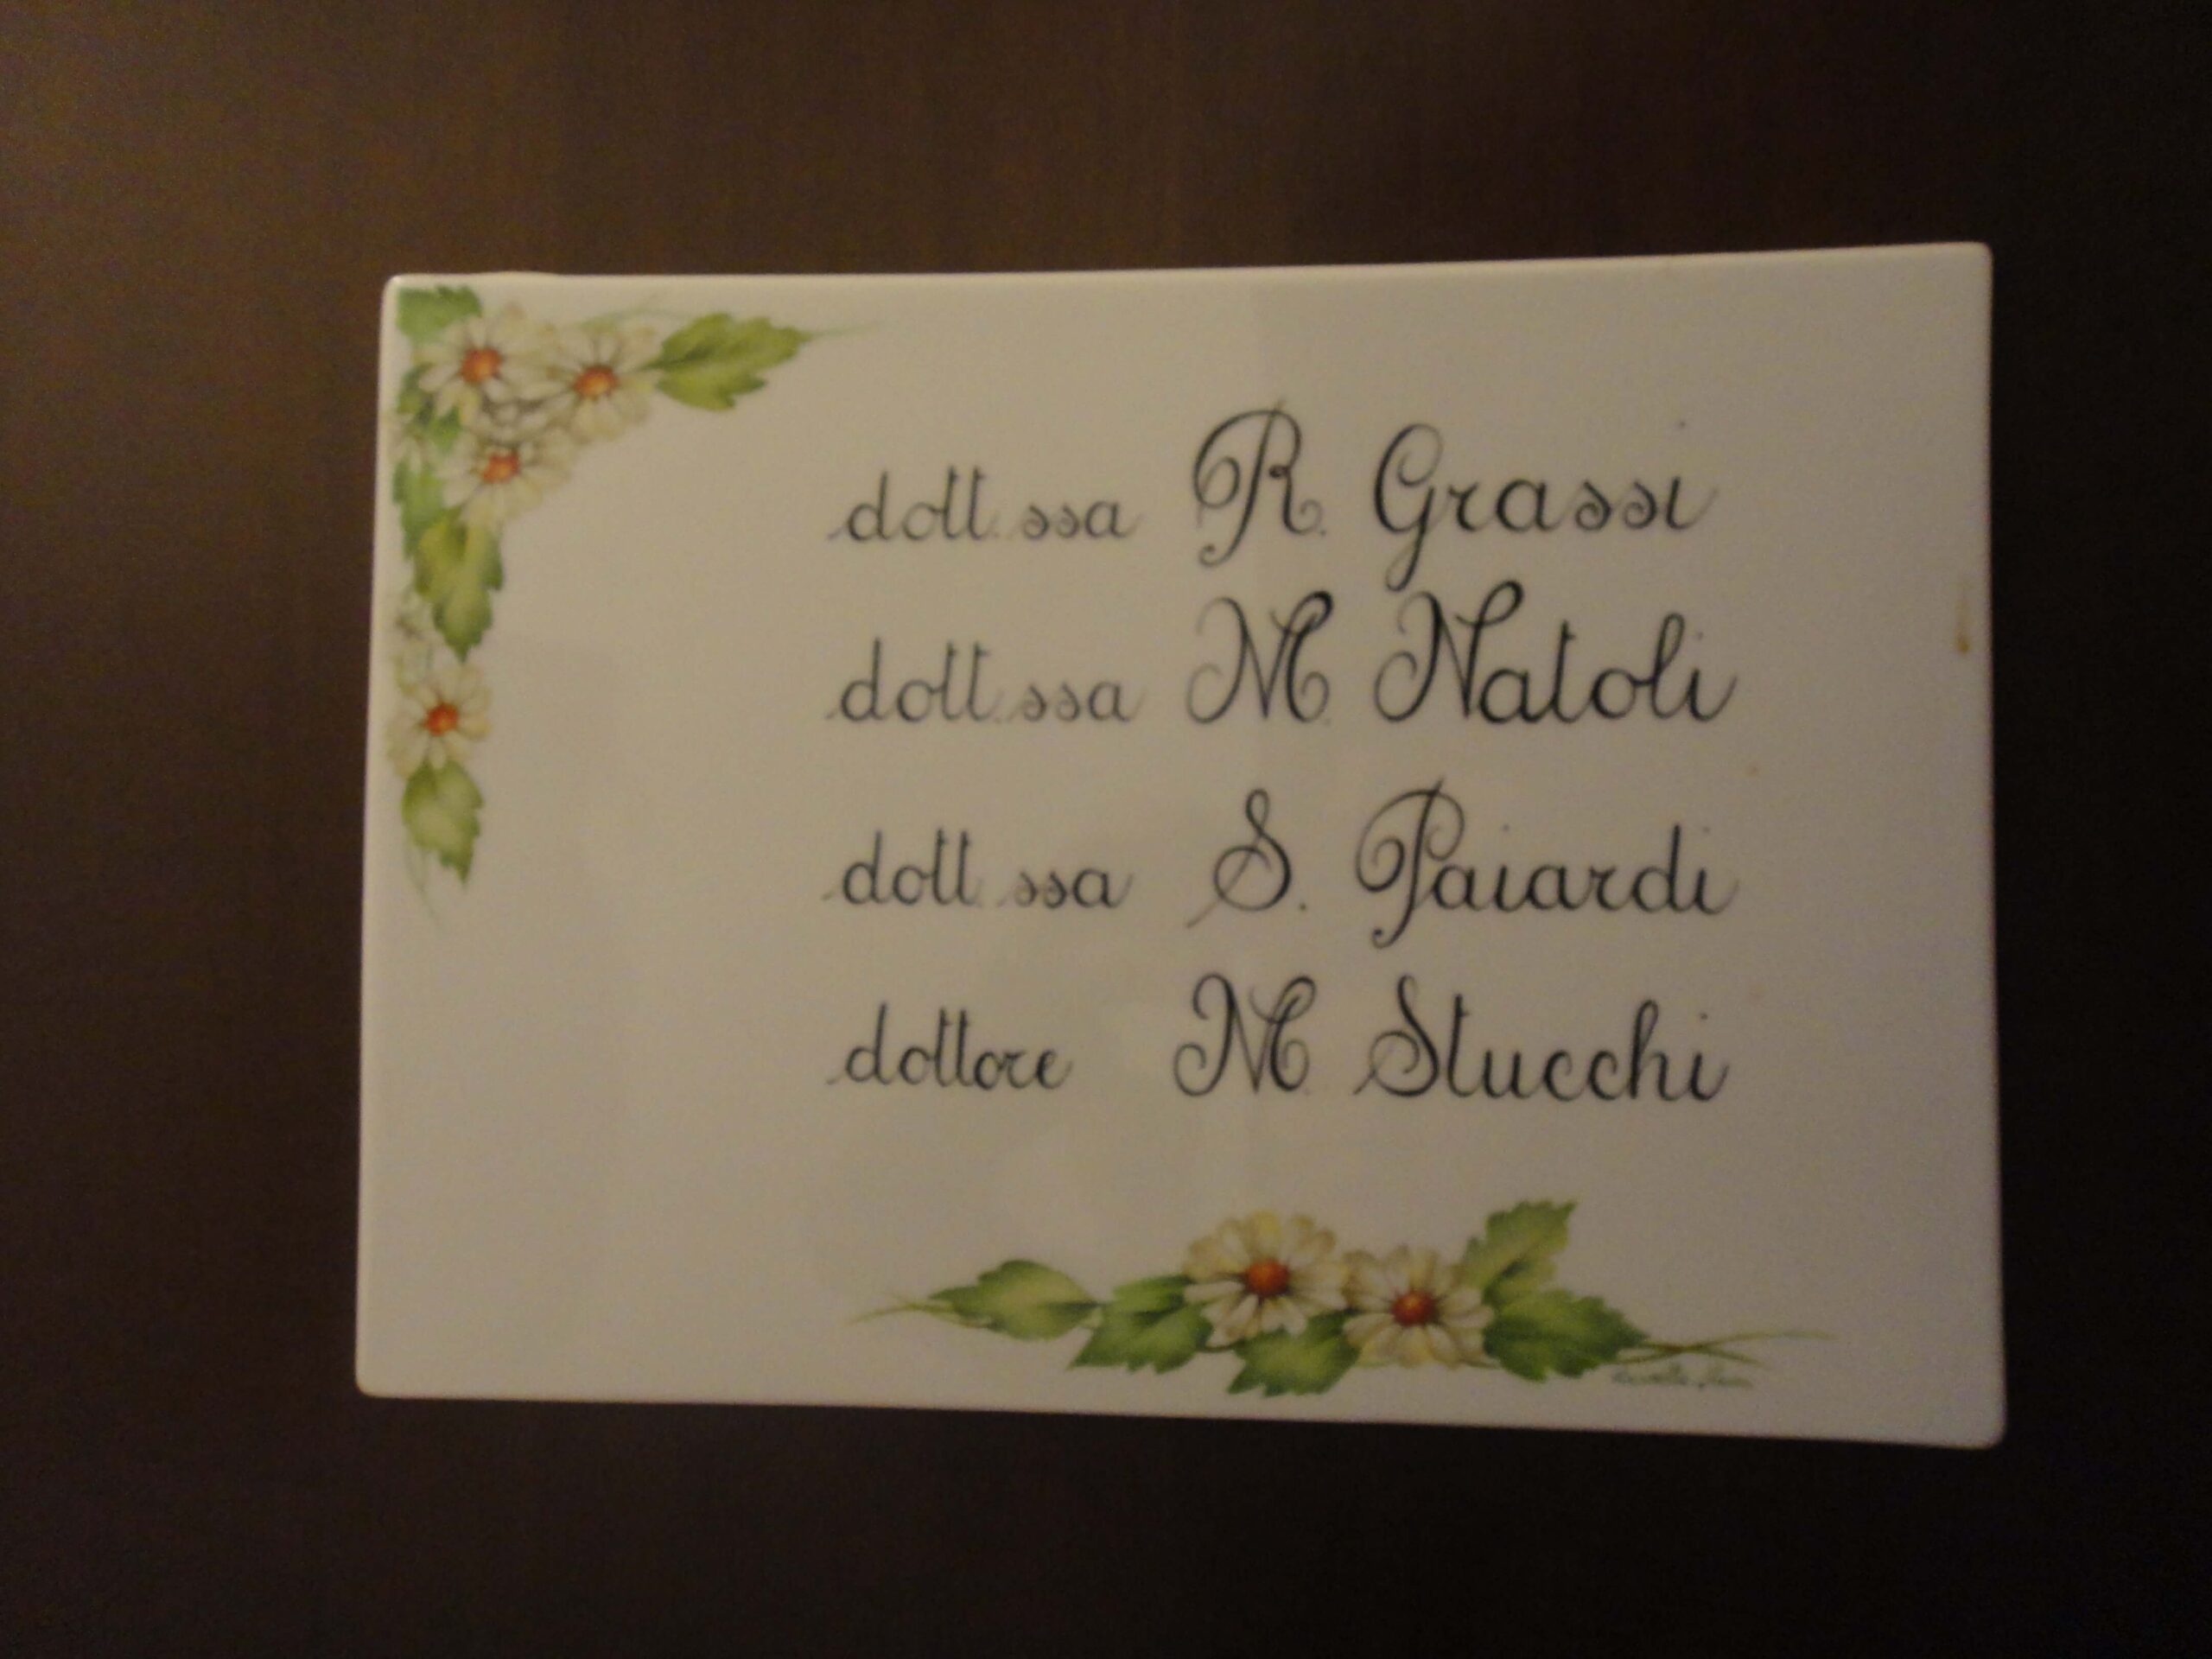 dott.ssa R. Grassi
dott.ssa M. Natoli
dott.ssa S. Paiardi
dottore M. Stucchi